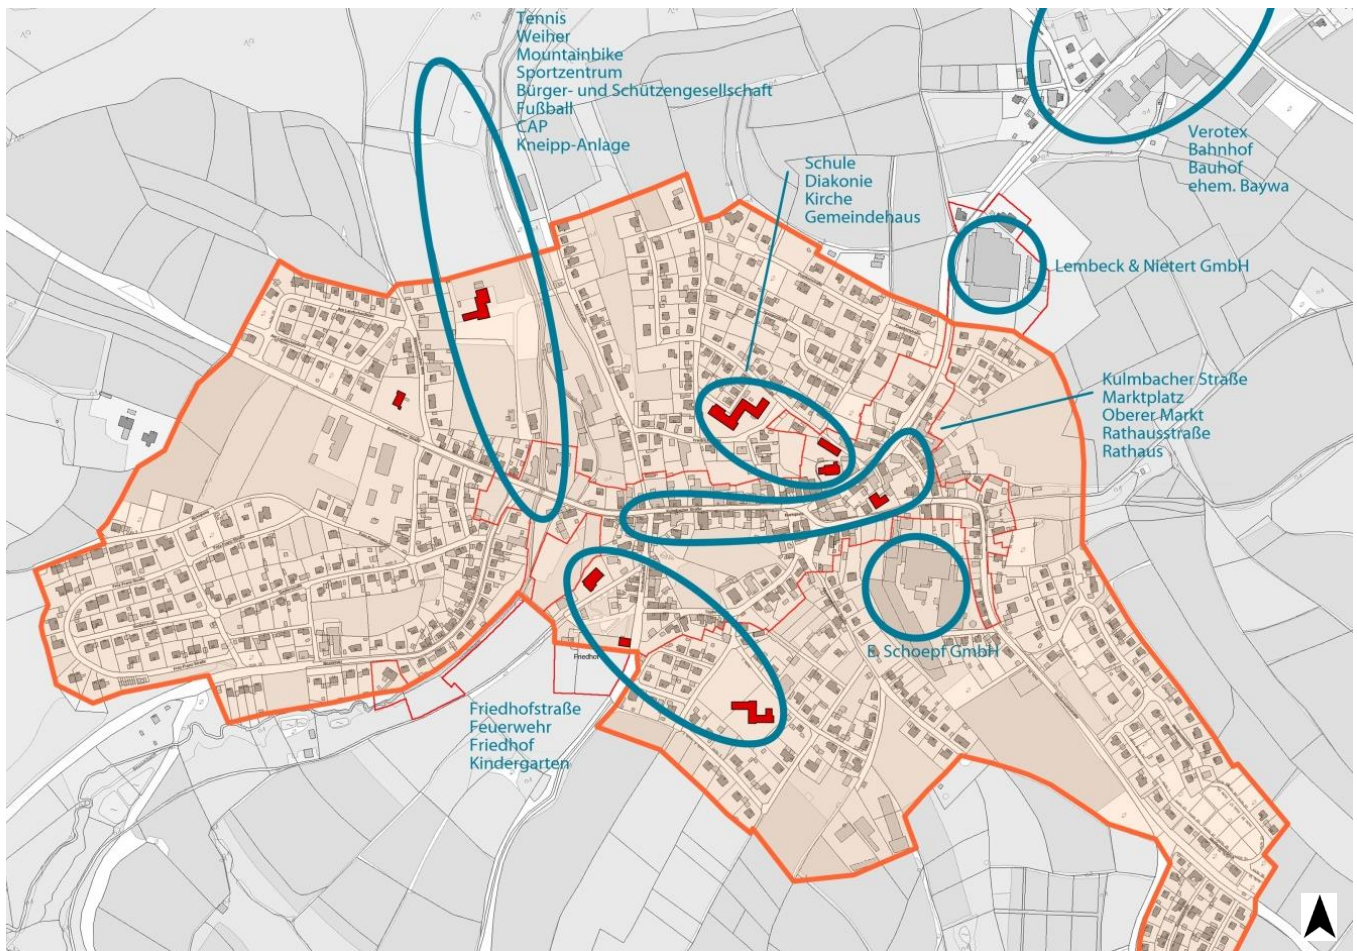 Tennis
Weiher
Mountainbike
Sportzentrum
Bürger- und Schützengesellschaft
Fußball
CAP
Kneipp-Anlage
Verotex
Bahnhof
Bauhof
ehem. Baywa
Schule
Diakonie
Kirche
Gemeindehaus
Lembeck & Nietert GmbH
Kulmbacher Straße
Marktplatz
Oberer Markt
Rathausstraße
Rathaus
E. Schoepf GmbH
Friedhof
Friedhofstraße
Feuerwehr
Friedhof
Kindergarten